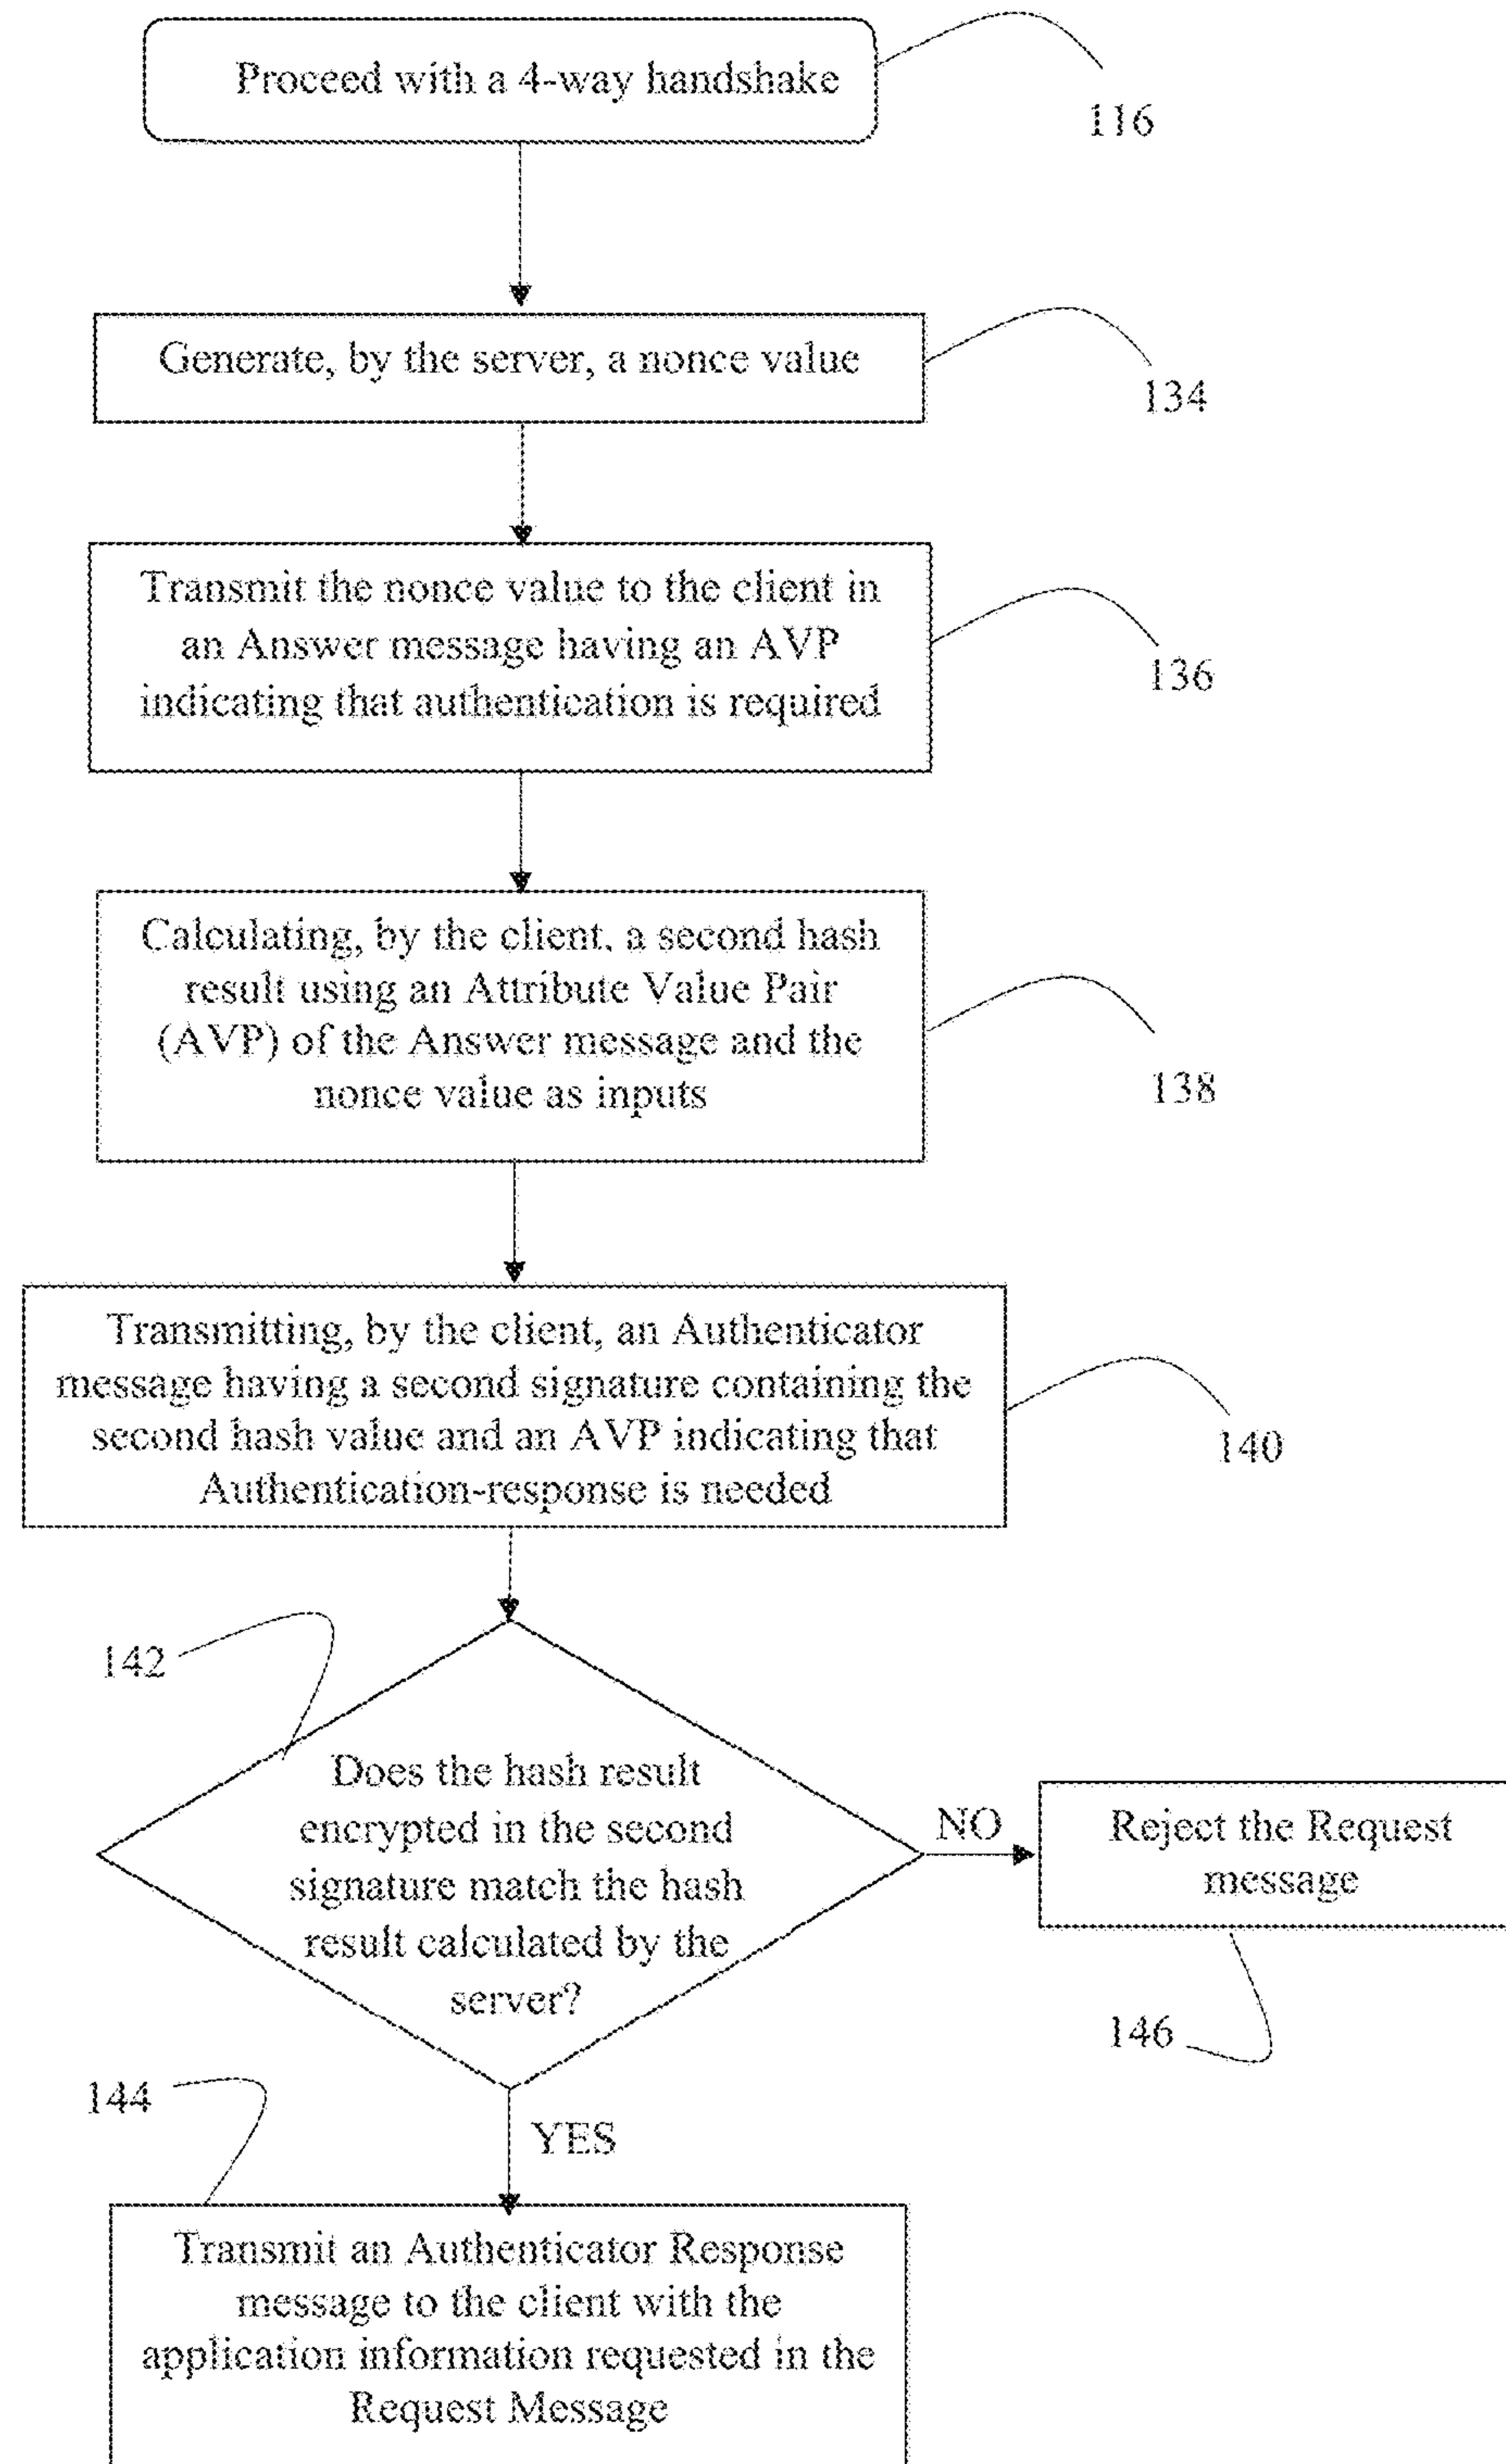 Proceed with a 4-way handshake
116
Generate, by the server, a nonce value
134
Transmit the nonce value to the client in
an Answer message having an AVP
indicating that authentication is required
136
Calculating, by the client, a second hash
result using an Attribute Value Pair
(AVP) of the Answer message and the
nonce value as inputs
138
Transmitting, by the client, an Authenticator
message having a second signature containing the
second hash value and an AVP indicating that
Authentication-response is needed
140
142
Does the hash result
encrypted in the second
signature match the hash
result calculated by the
server?
NO
Reject the Request
message
146
144
YES
Transmit an Authenticator Response
message to the client with the
application information requested in the
Request Message